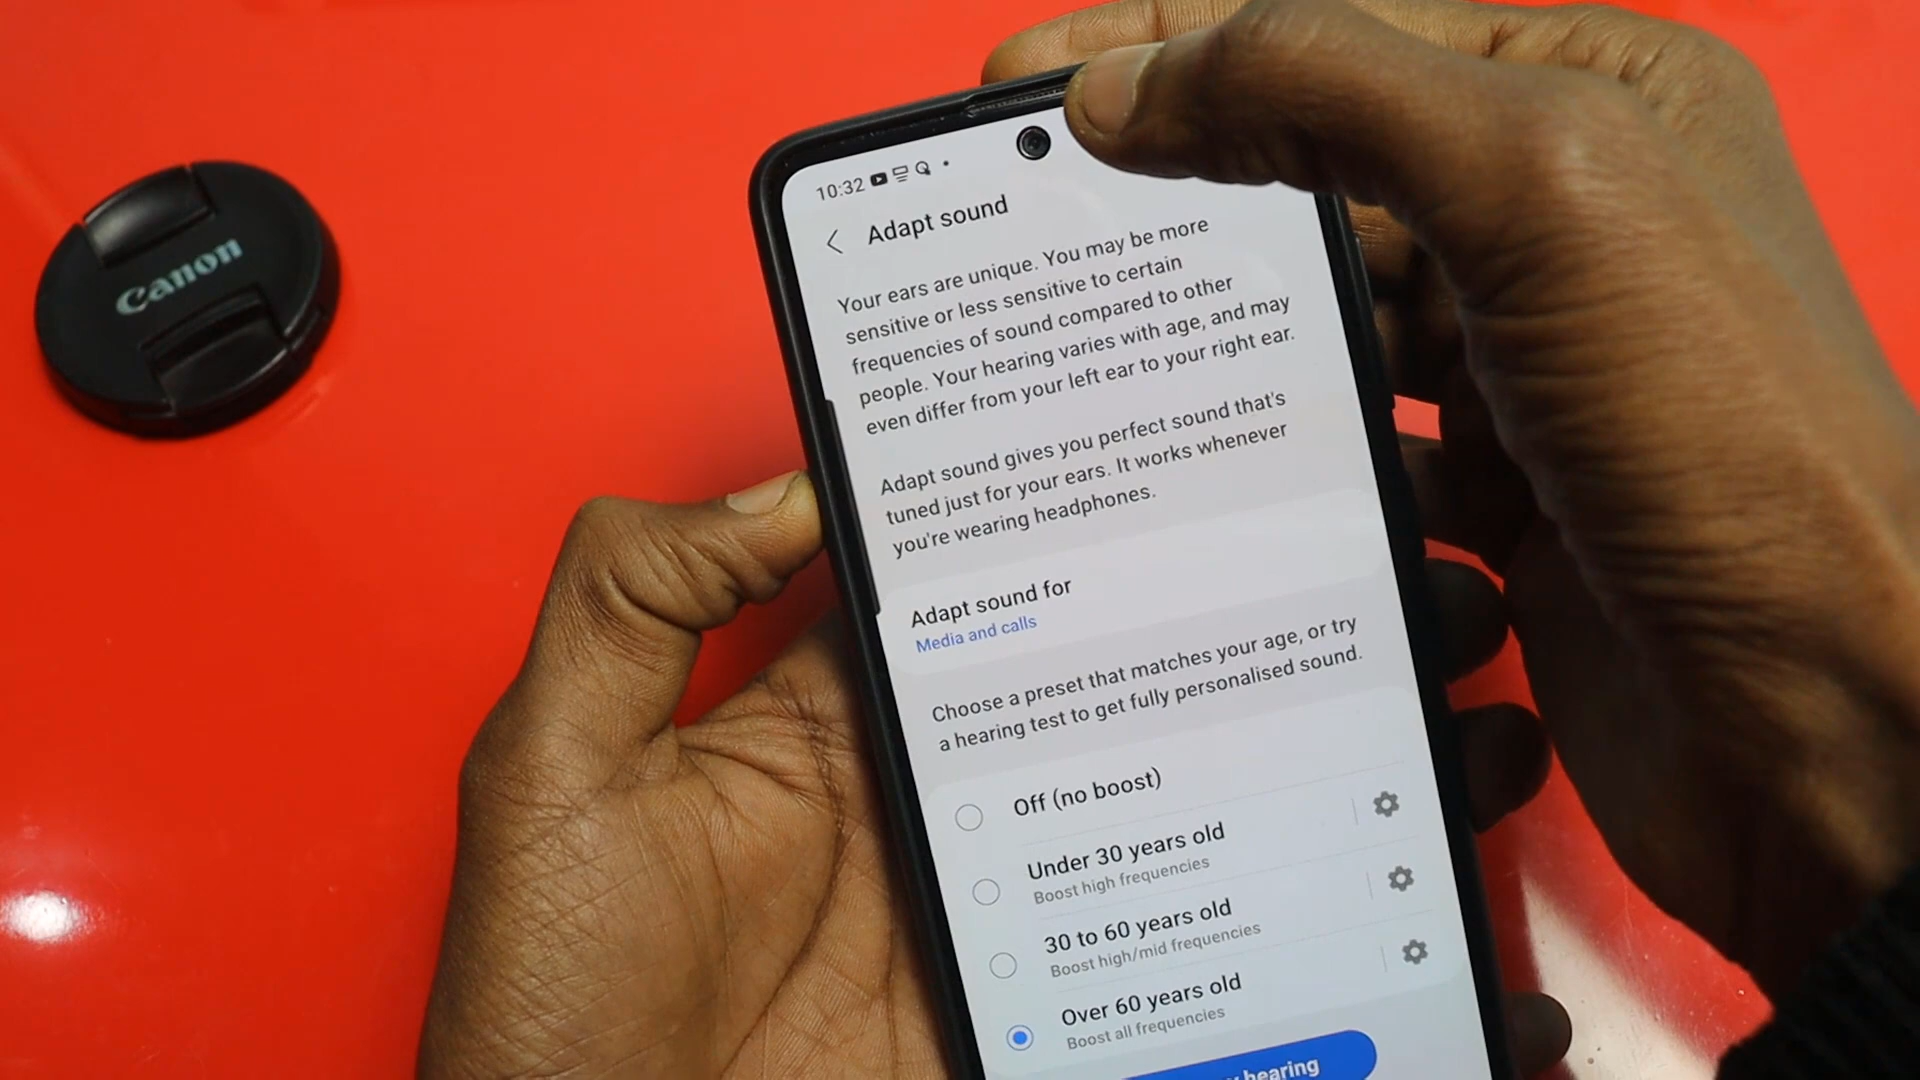 Canon
10:32
Adapt sound
Your ears are unique. You may be more
sensitive or less sensitive to certain
frequencies of sound compared to other
people. Your hearing varies with age, and may
even differ from your left ear to your right ear.
Adapt sound gives you perfect sound that's
tuned just for your ears. It works whenever
you're wearing headphones.
Adapt sound for
Media and calls
Choose a preset that matches your age, or try
a hearing test to get fully personalised sound.
Off (no boost)
Under 30 years old
Boost high frequencies
30 to 60 years old
Boost high/mid frequencies
Over 60 years old
Boost all frequencies
hearing